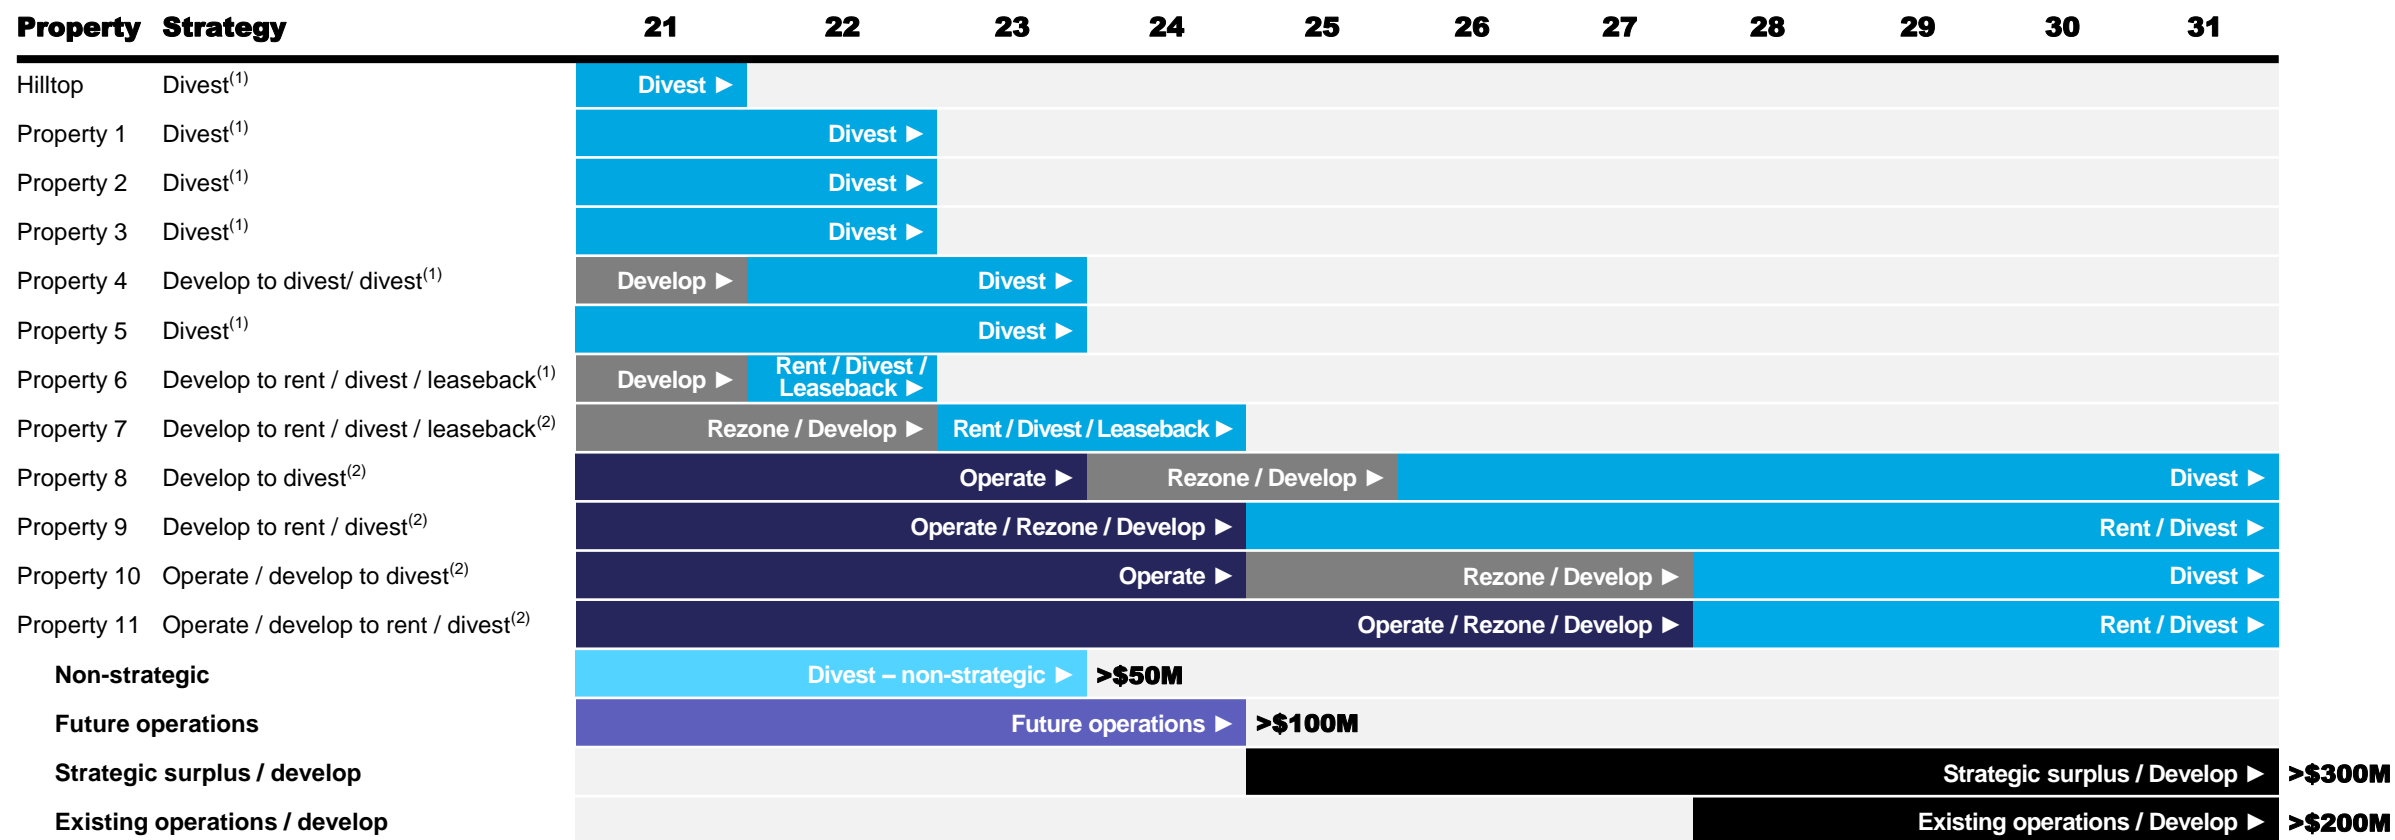 Property Strategy 21 22 23 24 25 26 27 28 29 30 31
Hilltop Divest(1) Divest ►
Property 1 Divest(1) Divest ►
Property 2 Divest(1) Divest ►
Property 3 Divest(1) Divest ►
Property 4 Develop to divest/ divest(1) Develop ► Divest ►
Property 5 Divest(1) Divest ►
Property 6 Develop to rent / divest / leaseback(1) Develop ► Rent / Divest /
Leaseback ►
Property 7 Develop to rent / divest / leaseback(2) Rezone / Develop ► Rent / Divest / Leaseback ►
Property 8 Develop to divest(2) Operate ► Rezone / Develop ► Divest ►
Property 9 Develop to rent / divest(2) Operate / Rezone / Develop ► Rent / Divest ►
Property 10 Operate / develop to divest(2) Operate ► Rezone / Develop ► Divest ►
Property 11 Operate / develop to rent / divest(2) Operate / Rezone / Develop ► Rent / Divest ►
Non-strategic Divest – non-strategic ► >$50M
Future operations Future operations ► >$100M
Strategic surplus / develop Strategic surplus / Develop ► >$300M
Existing operations / develop Existing operations / Develop ► >$200M